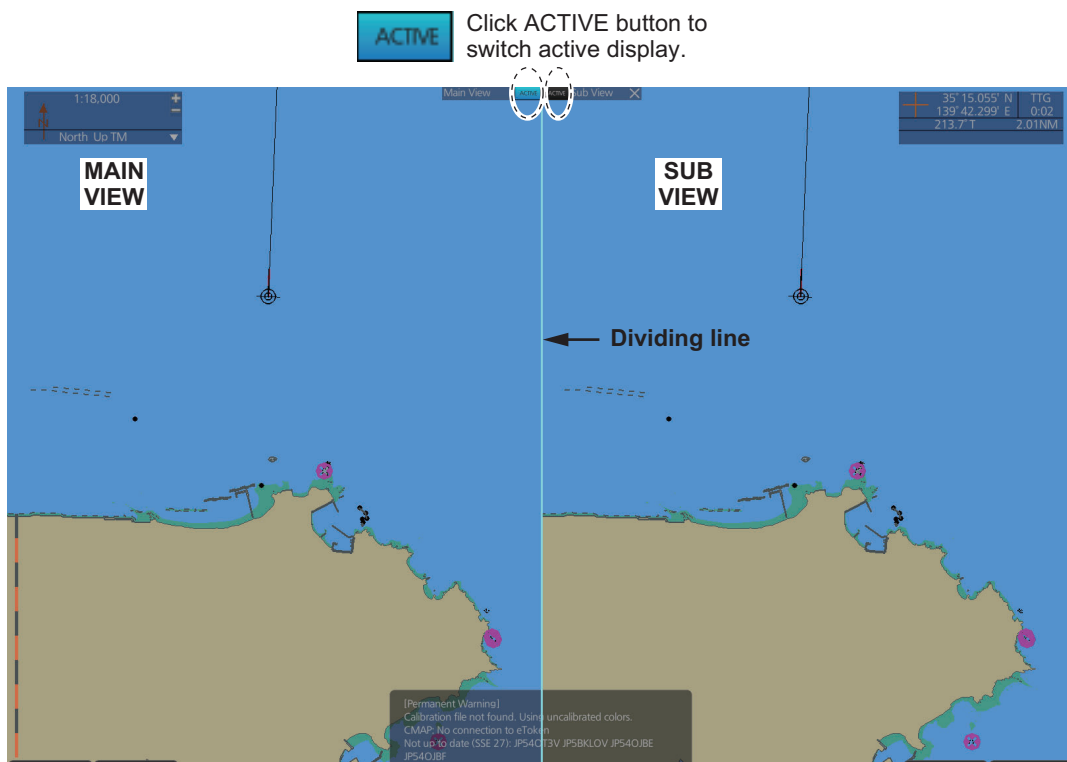 ACTIVE
Click ACTIVE button to
switch active display.
1:18,000 +
−
N
North Up TM ▼
Main View ACTIVE ACTIVE Sub View X
35° 15.055' N TTG
139° 42.299' E 0:02
213.7° T 2.01NM
MAIN
VIEW
SUB
VIEW
Dividing line
[Permanent Warning]
Calibration file not found. Using uncalibrated colors.
CMAP: No connection to eToken
Not up to date (SSE 27): JP54OT3V JP5BKLOV JP54OJBE
JP54OJBF